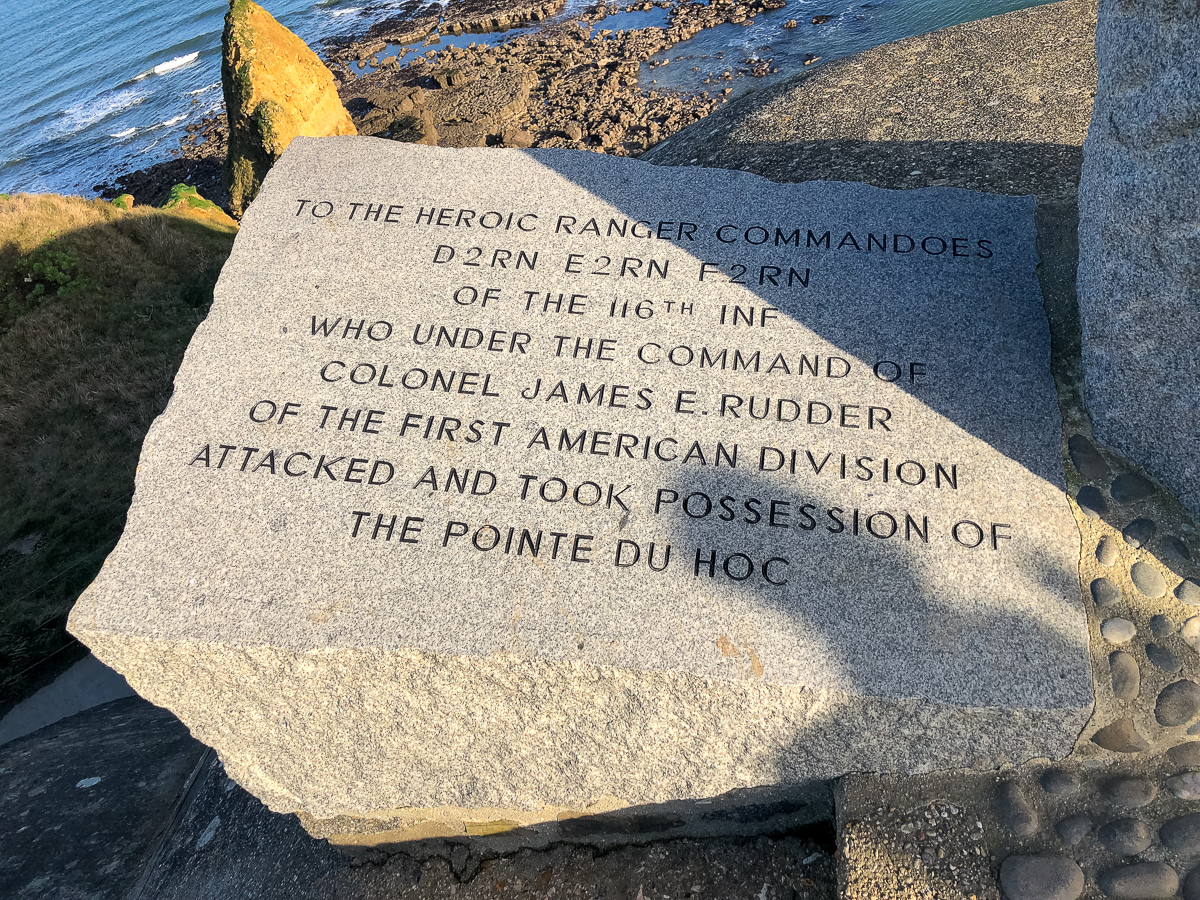 TO THE HEROIC RANGER COMMANDOES
D2RN E2RN F2RN
OF THE 116TH INF
WHO UNDER THE COMMAND OF
COLONEL JAMES E. RUDDER
OF THE FIRST AMERICAN DIVISION
ATTACKED AND TOOK POSSESSION OF
THE POINTE DU HOC